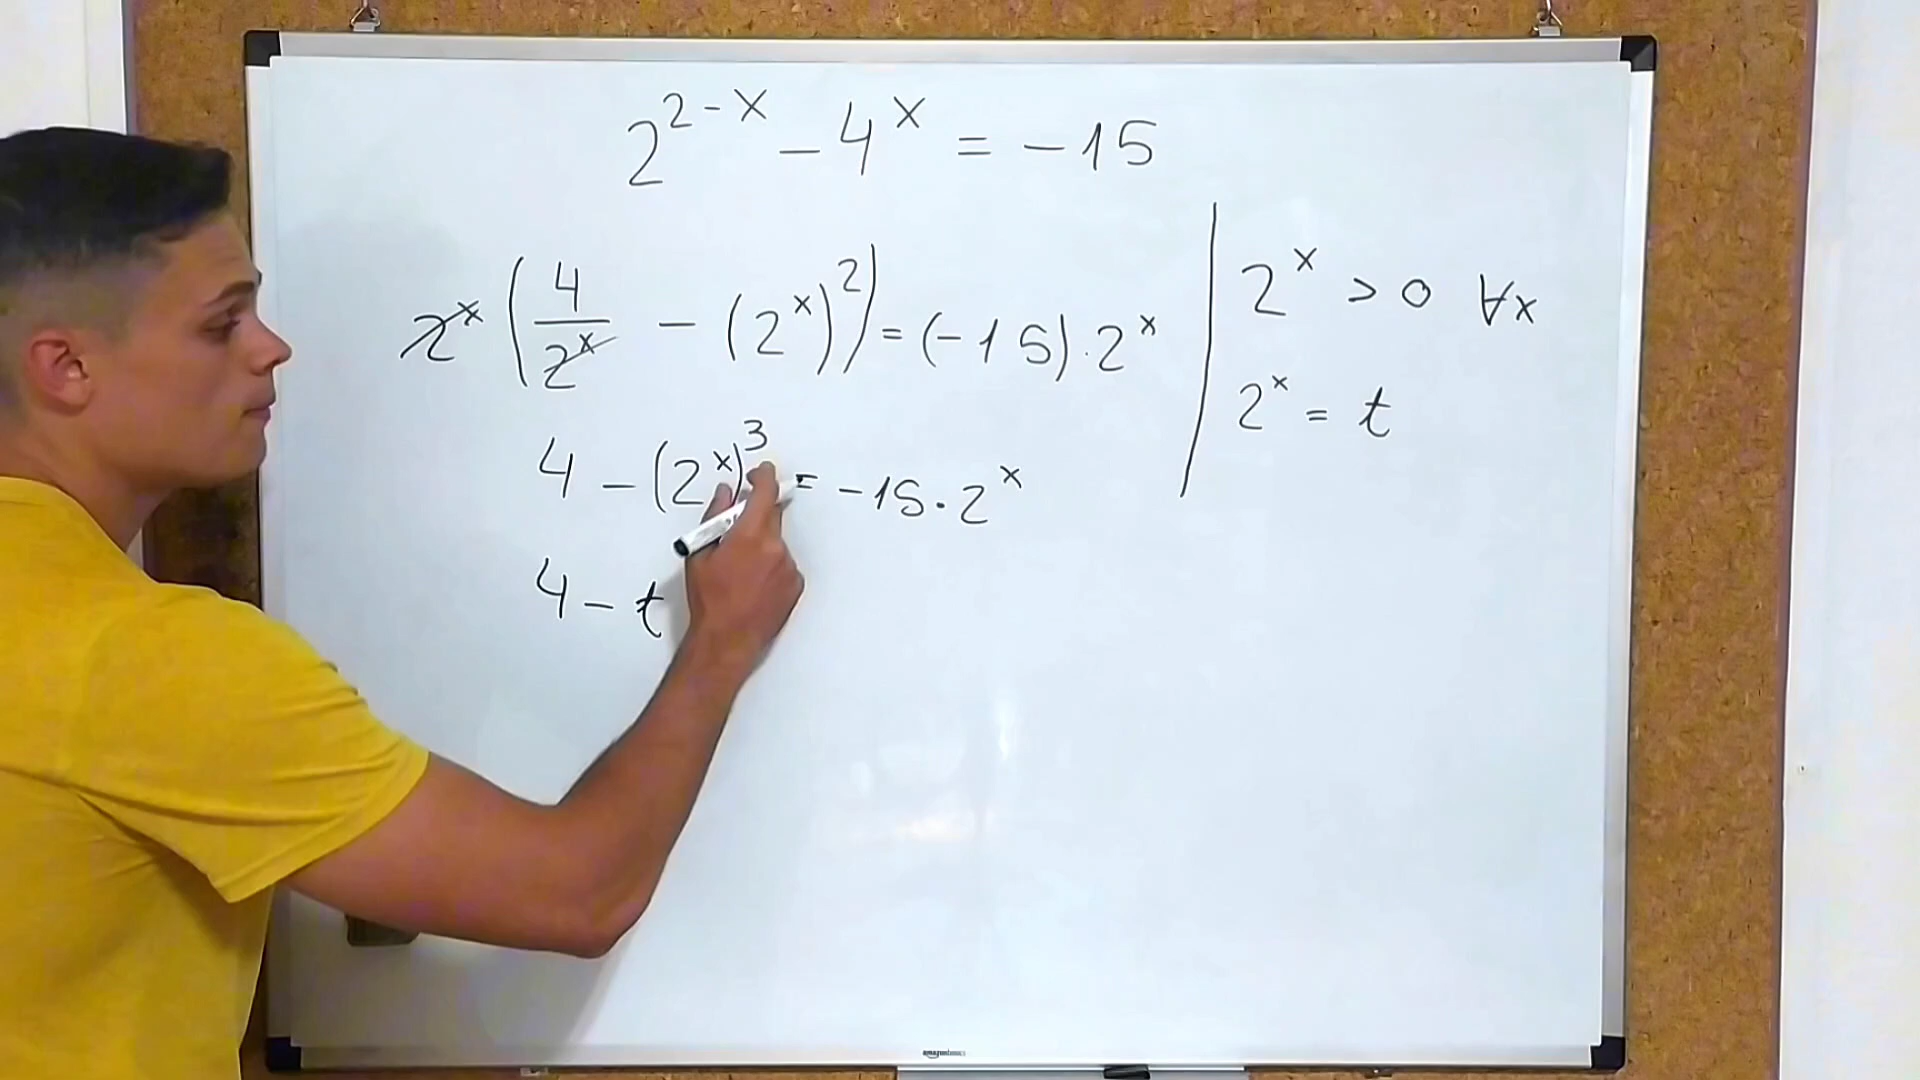 2^{2-x} - 4^x = -15
2^x (4/2^x - (2^x)^2) = (-15) · 2^x
4 - (2^x)^3 = -15 · 2^x
4 - t
2^x > 0 ∀x
2^x = t
amazonbasics